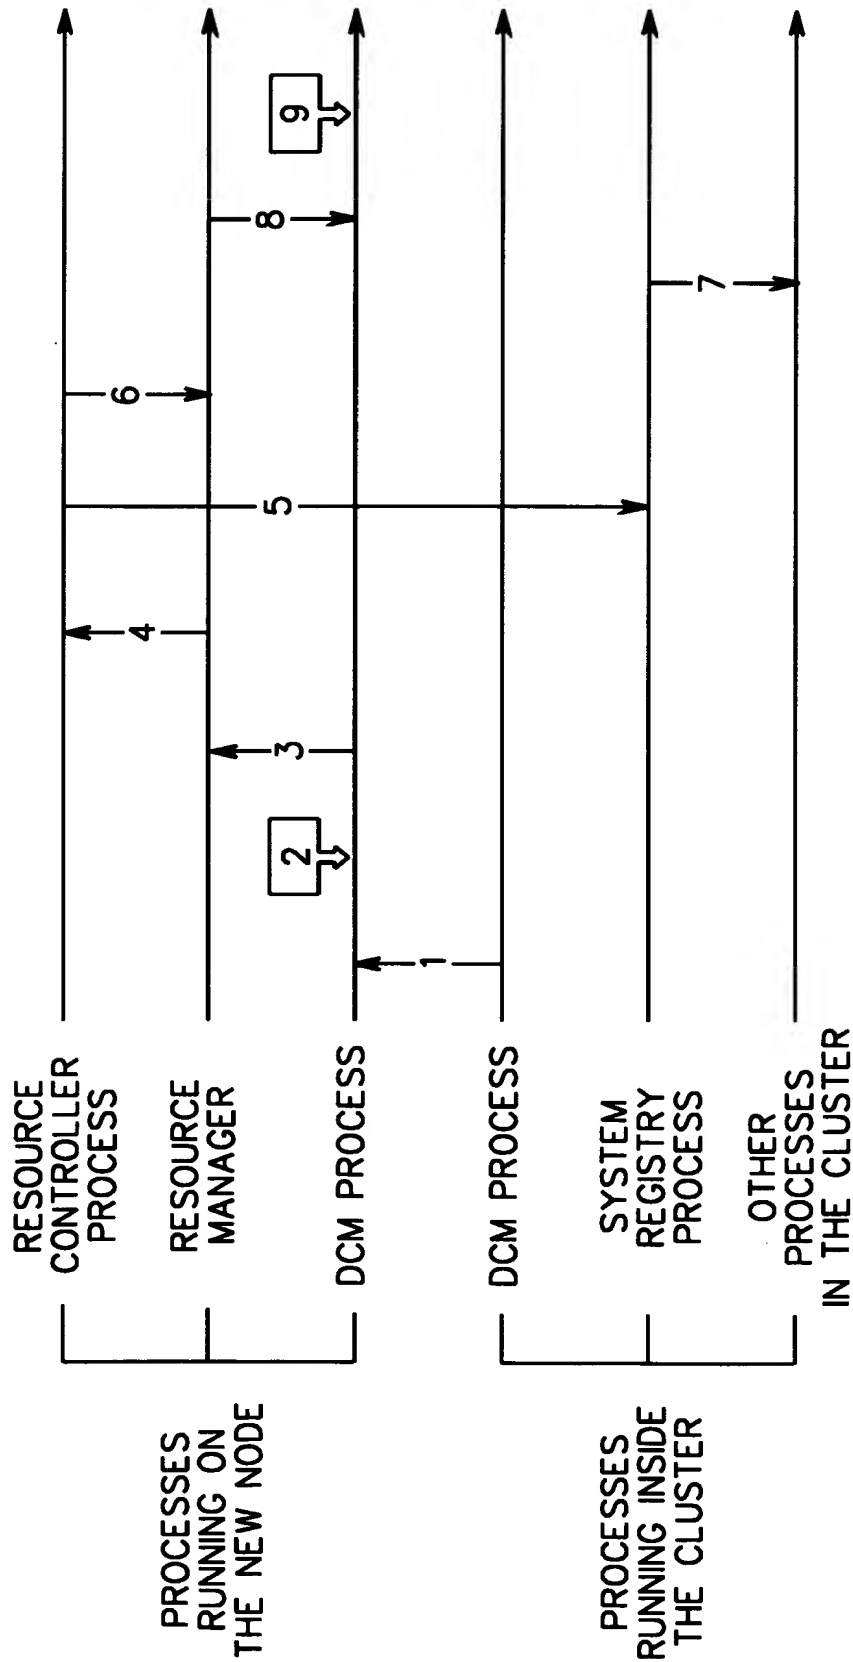 PROCESSES
RUNNING ON
THE NEW NODE
RESOURCE
CONTROLLER
PROCESS
RESOURCE
MANAGER
DCM PROCESS
PROCESSES
RUNNING INSIDE
THE CLUSTER
DCM PROCESS
SYSTEM
REGISTRY
PROCESS
OTHER
PROCESSES
IN THE CLUSTER
1
2
3
4
5
6
7
8
9